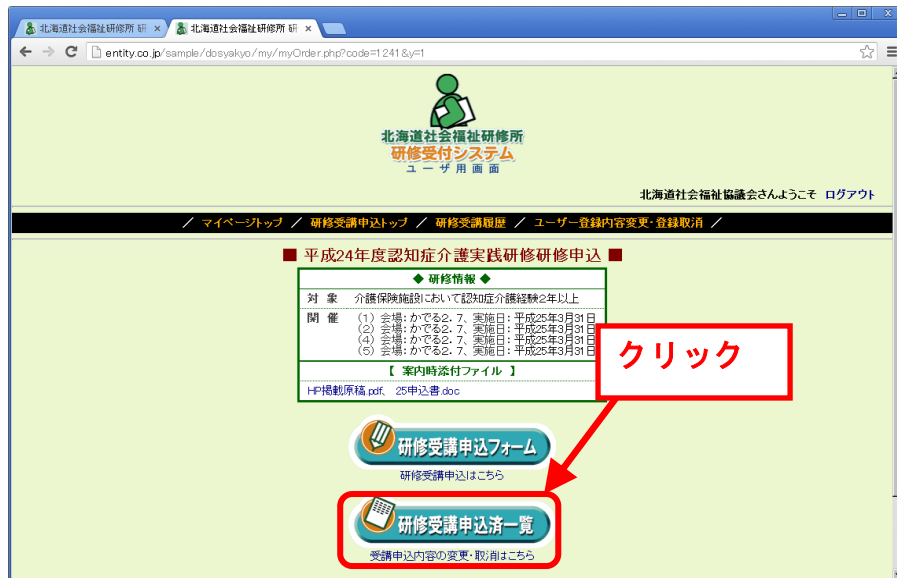 北海道社会福祉研修所 研
北海道社会福祉研修所 研
entity.co.jp/sample/dosyakyo/my/myOrder.php?code=1241&y=1
北海道社会福祉研修所
研修受付システム
ユーザ用画面
北海道社会福祉協議会さんようこそ ログアウト
／ マイページトップ ／ 研修受講申込トップ ／ 研修受講履歴 ／ ユーザー登録内容変更・登録取消 ／
■ 平成24年度認知症介護実践研修研修申込 ■
◆ 研修情報 ◆
対 象 介護保険施設において認知症介護経験2年以上
開 催 (1) 会場：かでる2．7、実施日：平成25年3月31日
(2) 会場：かでる2．7、実施日：平成25年3月31日
(4) 会場：かでる2．7、実施日：平成25年3月31日
(5) 会場：かでる2．7、実施日：平成25年3月31日
【 案内時添付ファイル 】
HP掲載原稿.pdf、 25申込書.doc
クリック
研修受講申込フォーム
研修受講申込はこちら
研修受講申込済一覧
受講申込内容の変更・取消はこちら